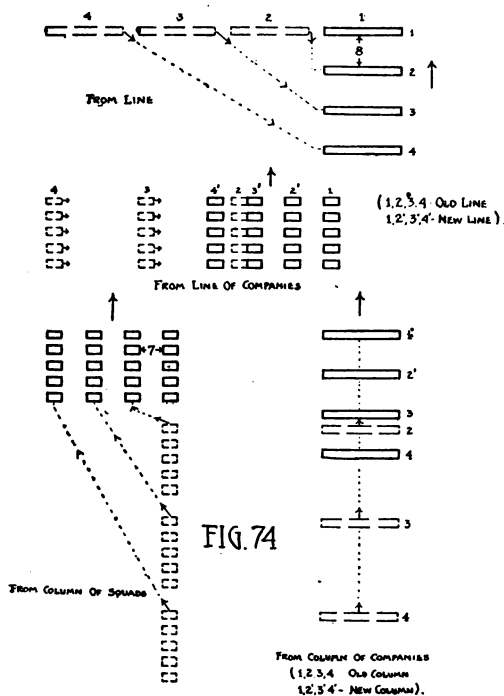 4 3 2 1
1
8
2
3
4
FROM LINE
4 3 4' 2 3' 2' 1
(1,2,3,4 - OLD LINE
1,2',3',4' - NEW LINE).
FROM LINE OF COMPANIES
7
2'
3
2
4
3
4
FIG. 74
FROM COLUMN OF SQUADS
FROM COLUMN OF COMPANIES
(1,2,3,4 OLD COLUMN
1,2',3',4' - NEW COLUMN).